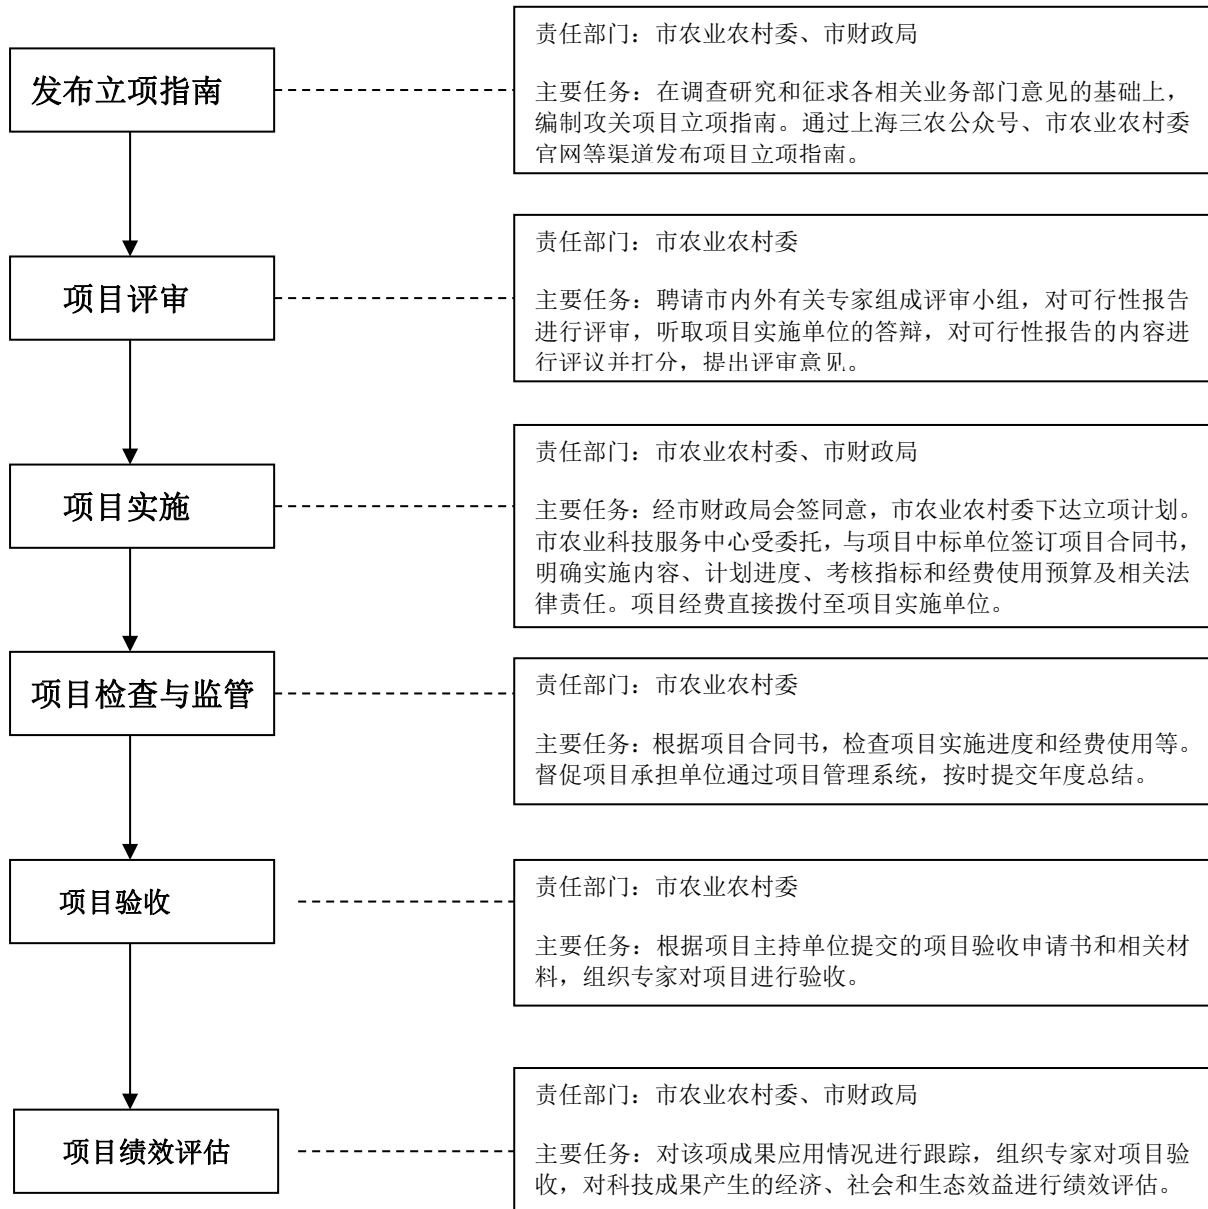 发布立项指南
责任部门：市农业农村委、市财政局
主要任务：在调查研究和征求各相关业务部门意见的基础上，
编制攻关项目立项指南。通过上海三农公众号、市农业农村委
官网等渠道发布项目立项指南。
项目评审
责任部门：市农业农村委
主要任务：聘请市内外有关专家组成评审小组，对可行性报告
进行评审，听取项目实施单位的答辩，对可行性报告的内容进
行评议并打分，提出评审意见。
项目实施
责任部门：市农业农村委、市财政局
主要任务：经市财政局会签同意，市农业农村委下达立项计划。
市农业科技服务中心受委托，与项目中标单位签订项目合同书，
明确实施内容、计划进度、考核指标和经费使用预算及相关法
律责任。项目经费直接拨付至项目实施单位。
项目检查与监管
责任部门：市农业农村委
主要任务：根据项目合同书，检查项目实施进度和经费使用等。
督促项目承担单位通过项目管理系统，按时提交年度总结。
项目验收
责任部门：市农业农村委
主要任务：根据项目主持单位提交的项目验收申请书和相关材
料，组织专家对项目进行验收。
项目绩效评估
责任部门：市农业农村委、市财政局
主要任务：对该项成果应用情况进行跟踪，组织专家对项目验
收，对科技成果产生的经济、社会和生态效益进行绩效评估。